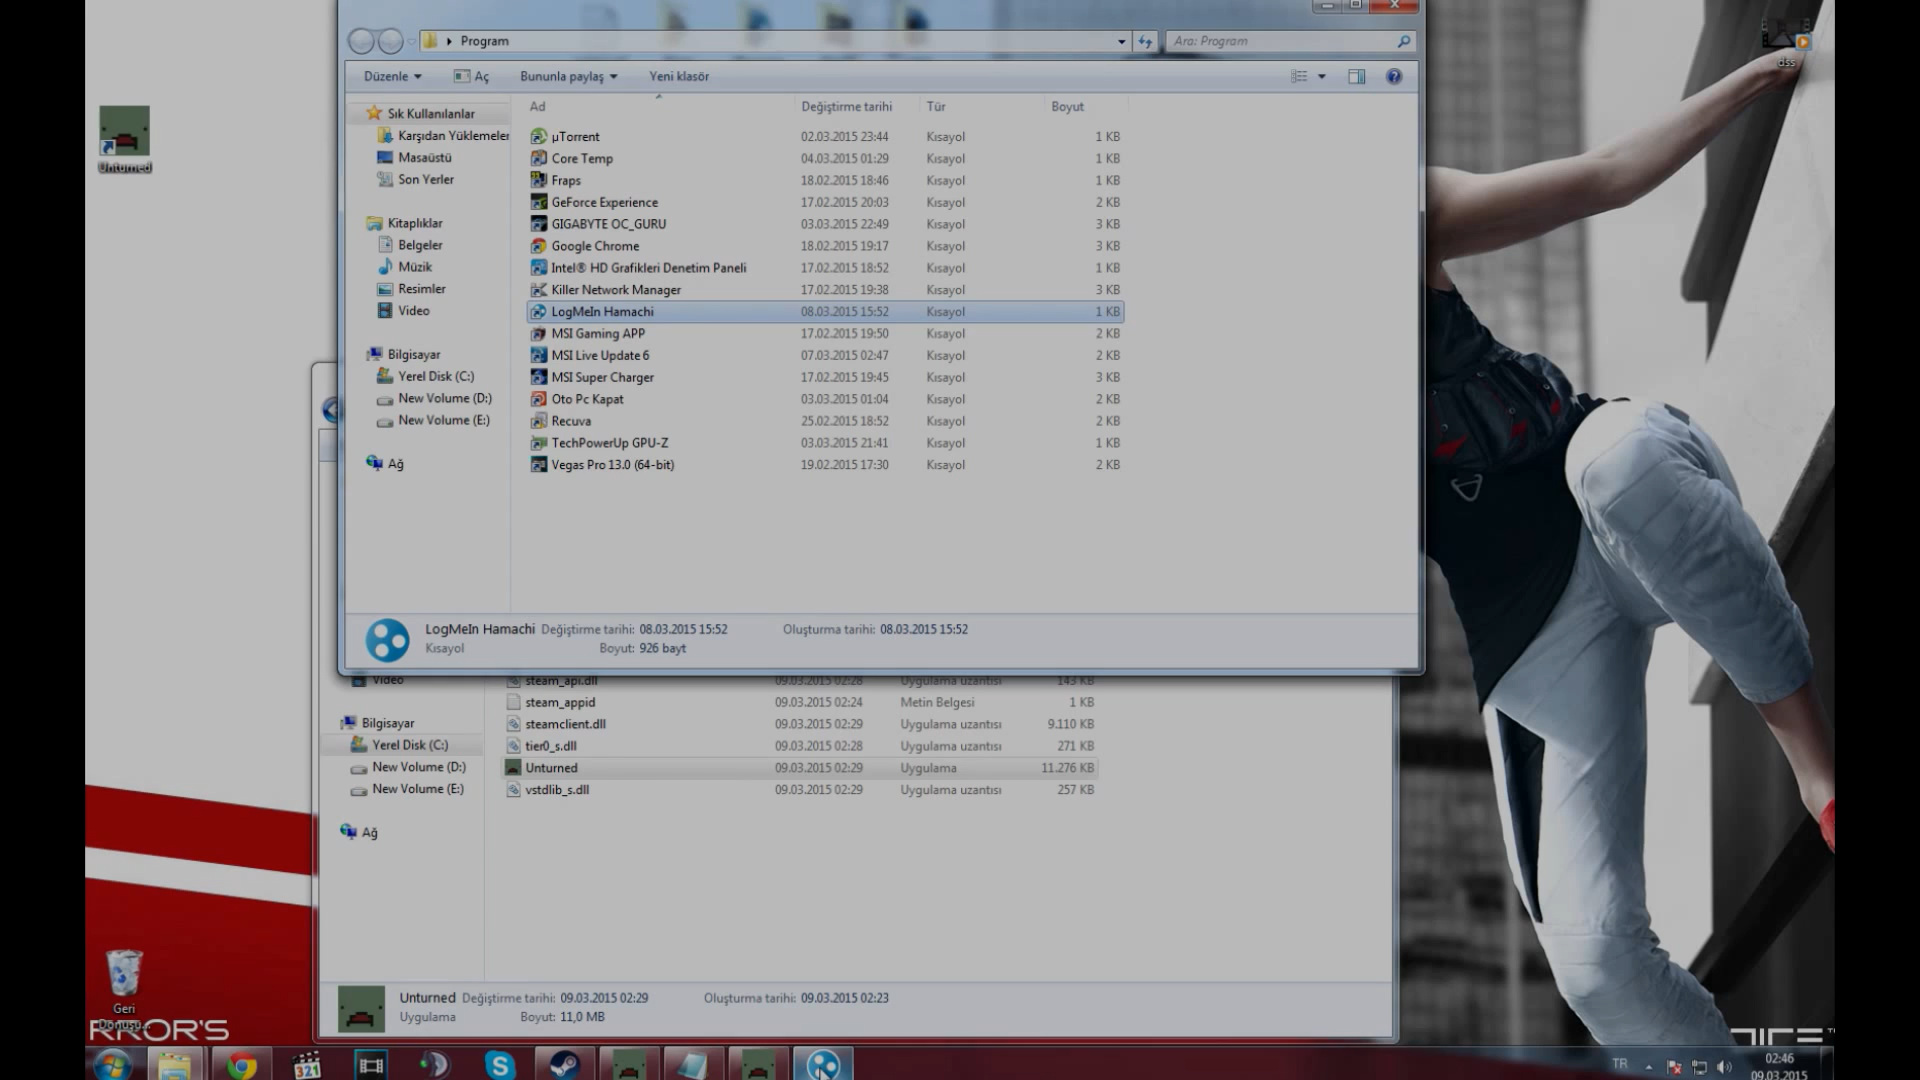 Program
Ara: Program
Düzenle Aç Bununla paylaş Yeni klasör
Sık Kullanılanlar
Karşıdan Yüklemeler
Masaüstü
Son Yerler
Kitaplıklar
Belgeler
Müzik
Resimler
Video
Bilgisayar
Yerel Disk (C:)
New Volume (D:)
New Volume (E:)
Ağ
Ad Değiştirme tarihi Tür Boyut
µTorrent 02.03.2015 23:44 Kısayol 1 KB
Core Temp 04.03.2015 01:29 Kısayol 1 KB
Fraps 18.02.2015 18:46 Kısayol 1 KB
GeForce Experience 17.02.2015 20:03 Kısayol 2 KB
GIGABYTE OC_GURU 03.03.2015 22:49 Kısayol 3 KB
Google Chrome 18.02.2015 19:17 Kısayol 3 KB
Intel® HD Grafikleri Denetim Paneli 17.02.2015 18:52 Kısayol 1 KB
Killer Network Manager 17.02.2015 19:38 Kısayol 3 KB
LogMeIn Hamachi 08.03.2015 15:52 Kısayol 1 KB
MSI Gaming APP 17.02.2015 19:50 Kısayol 2 KB
MSI Live Update 6 07.03.2015 02:47 Kısayol 2 KB
MSI Super Charger 17.02.2015 19:45 Kısayol 3 KB
Oto Pc Kapat 03.03.2015 01:04 Kısayol 2 KB
Recuva 25.02.2015 18:52 Kısayol 2 KB
TechPowerUp GPU-Z 03.03.2015 21:41 Kısayol 1 KB
Vegas Pro 13.0 (64-bit) 19.02.2015 17:30 Kısayol 2 KB
LogMeIn Hamachi Değiştirme tarihi: 08.03.2015 15:52 Oluşturma tarihi: 08.03.2015 15:52
Kısayol Boyut: 926 bayt
Video
Bilgisayar
Yerel Disk (C:)
New Volume (D:)
New Volume (E:)
Ağ
steam_api.dll 09.03.2015 02:28 Uygulama uzantısı 143 KB
steam_appid 09.03.2015 02:24 Metin Belgesi 1 KB
steamclient.dll 09.03.2015 02:29 Uygulama uzantısı 9.110 KB
tier0_s.dll 09.03.2015 02:28 Uygulama uzantısı 271 KB
Unturned 09.03.2015 02:29 Uygulama 11.276 KB
vstdlib_s.dll 09.03.2015 02:29 Uygulama uzantısı 257 KB
Unturned Değiştirme tarihi: 09.03.2015 02:29 Oluşturma tarihi: 09.03.2015 02:23
Uygulama Boyut: 11,0 MB
Unturned
dss
Geri
Dönüşü...
RROR'S
321
TR
02:46
09.03.2015